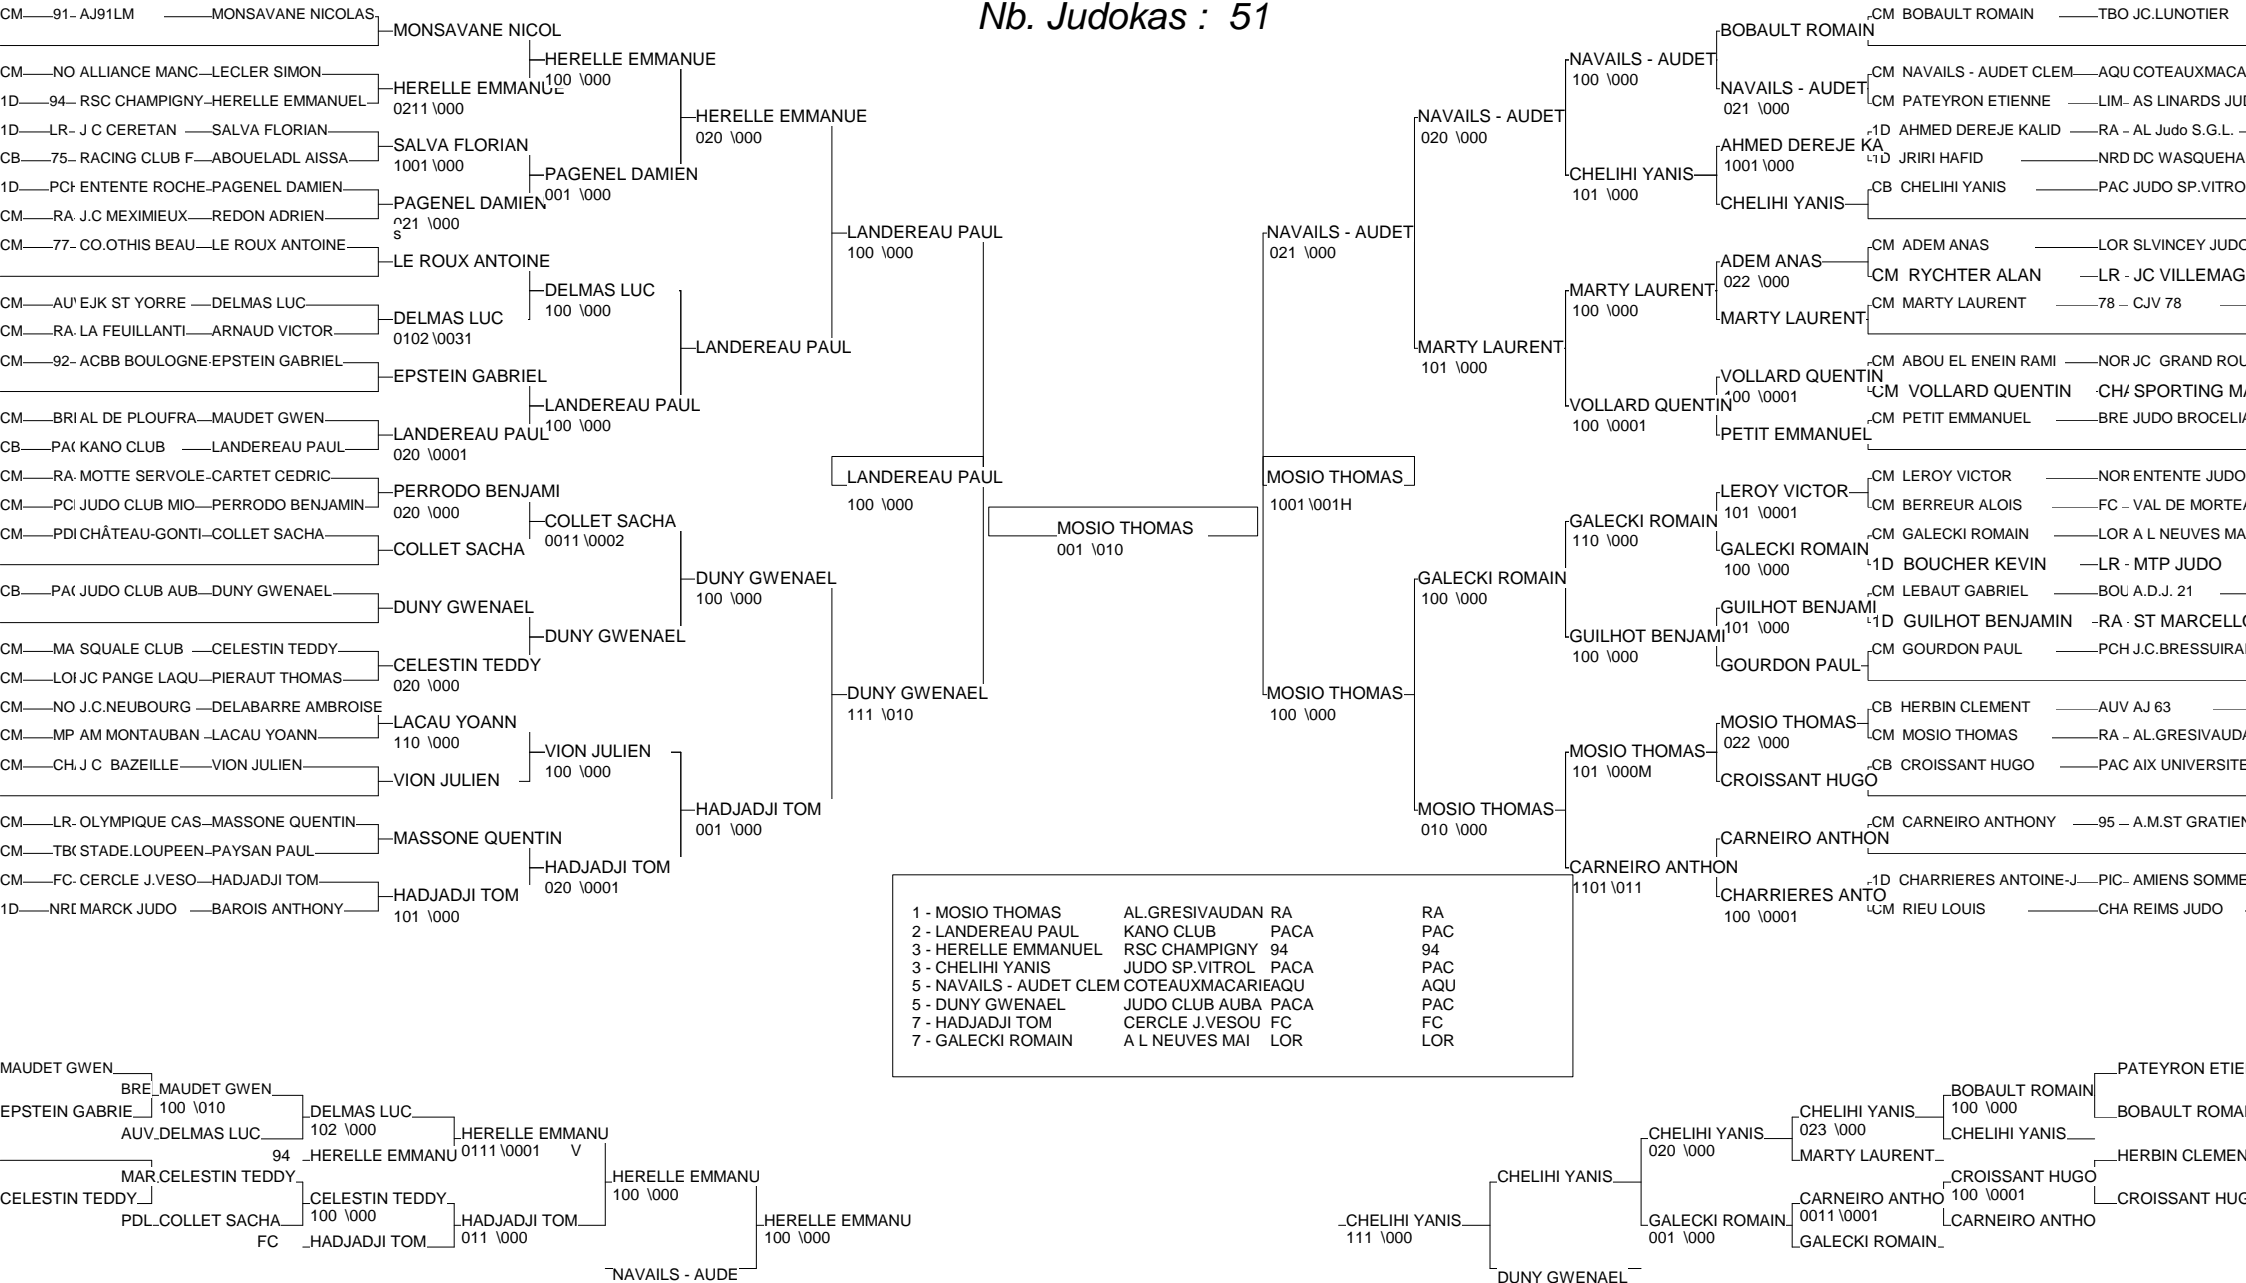 Nb. Judokas : 51
CM 91- AJ91LM MONSAVANE NICOLAS
CM NO ALLIANCE MANC LECLER SIMON
1D 94 RSC CHAMPIGNY HERELLE EMMANUEL
1D LR- J C CERETAN SALVA FLORIAN
CB 75 RACING CLUB F ABOUELADL AISSA
1D PCH ENTENTE ROCHE PAGENEL DAMIEN
CM RA J.C MEXIMIEUX REDON ADRIEN
CM 77 CO.OTHIS BEAU LE ROUX ANTOINE
CM AUV EJK ST YORRE DELMAS LUC
CM RA LA FEUILLANTI ARNAUD VICTOR
CM 92 ACBB BOULOGNE EPSTEIN GABRIEL
CM BRE AL DE PLOUFRA MAUDET GWEN
CB PAC KANO CLUB LANDEREAU PAUL
CM RA MOTTE SERVOLE CARTET CEDRIC
CM PC JUDO CLUB MIO PERRODO BENJAMIN
CM PDL CHÂTEAU-GONTI COLLET SACHA
CB PAC JUDO CLUB AUB DUNY GWENAEL
CM MA SQUALE CLUB CELESTIN TEDDY
CM LOR JC PANGE LAQU PIERAUT THOMAS
CM NO J.C.NEUBOURG DELABARRE AMBROISE
CM MP AM MONTAUBAN LACAU YOANN
CM CHA J C BAZEILLE VION JULIEN
CM LR- OLYMPIQUE CAS MASSONE QUENTIN
CM TBO STADE.LOUPEEN PAYSAN PAUL
CM FC- CERCLE J.VESO HADJADJI TOM
1D NRD MARCK JUDO BAROIS ANTHONY
MONSAVANE NICOL
HERELLE EMMANUE
0211 \000
SALVA FLORIAN
1001 \000
PAGENEL DAMIEN
021 \000
s
LE ROUX ANTOINE
DELMAS LUC
0102 \0031
EPSTEIN GABRIEL
LANDEREAU PAUL
020 \0001
PERRODO BENJAMI
020 \000
COLLET SACHA
DUNY GWENAEL
CELESTIN TEDDY
020 \000
LACAU YOANN
110 \000
VION JULIEN
MASSONE QUENTIN
HADJADJI TOM
101 \000
HERELLE EMMANUE
100 \000
PAGENEL DAMIEN
001 \000
DELMAS LUC
100 \000
LANDEREAU PAUL
100 \000
COLLET SACHA
0011 \0002
DUNY GWENAEL
VION JULIEN
100 \000
HADJADJI TOM
020 \0001
HERELLE EMMANUE
020 \000
LANDEREAU PAUL
DUNY GWENAEL
100 \000
HADJADJI TOM
001 \000
LANDEREAU PAUL
100 \000
DUNY GWENAEL
111 \010
LANDEREAU PAUL
100 \000
MOSIO THOMAS
001 \010
MOSIO THOMAS
1001 \001H
NAVAILS - AUDET
021 \000
MOSIO THOMAS
100 \000
NAVAILS - AUDET
020 \000
MARTY LAURENT
101 \000
GALECKI ROMAIN
100 \000
MOSIO THOMAS
010 \000
NAVAILS - AUDET
100 \000
CHELIHI YANIS
101 \000
MARTY LAURENT
100 \000
VOLLARD QUENTIN
100 \0001
GALECKI ROMAIN
110 \000
GUILHOT BENJAMI
100 \000
MOSIO THOMAS
101 \000M
CARNEIRO ANTHON
1101 \011
BOBAULT ROMAIN
NAVAILS - AUDET
021 \000
AHMED DEREJE KA
1001 \000
CHELIHI YANIS
ADEM ANAS
022 \000
MARTY LAURENT
VOLLARD QUENTIN
100 \0001
PETIT EMMANUEL
LEROY VICTOR
101 \0001
GALECKI ROMAIN
100 \000
GUILHOT BENJAMI
101 \000
GOURDON PAUL
MOSIO THOMAS
022 \000
CROISSANT HUGO
CARNEIRO ANTHON
CHARRIERES ANTO
100 \0001
CM BOBAULT ROMAIN TBO JC.LUNOTIER
CM NAVAILS - AUDET CLEM AQU COTEAUXMACA
CM PATEYRON ETIENNE LIM- AS LINARDS JUD
1D AHMED DEREJE KALID RA - AL Judo S.G.L.
1D JRIRI HAFID NRD DC WASQUEHA
CB CHELIHI YANIS PAC JUDO SP.VITRO
CM ADEM ANAS LOR SLVINCEY JUDO
CM RYCHTER ALAN LR - JC VILLEMAG
CM MARTY LAURENT 78 - CJV 78
CM ABOU EL ENEIN RAMI NOR JC GRAND ROU
CM VOLLARD QUENTIN CHA SPORTING MA
CM PETIT EMMANUEL BRE JUDO BROCELIA
CM LEROY VICTOR NOR ENTENTE JUDO
CM BERREUR ALOIS FC - VAL DE MORTEA
CM GALECKI ROMAIN LOR A L NEUVES MA
1D BOUCHER KEVIN LR - MTP JUDO
CM LEBAUT GABRIEL BOU A.D.J. 21
1D GUILHOT BENJAMIN RA - ST MARCELLO
CM GOURDON PAUL PCH J.C.BRESSUIRA
CB HERBIN CLEMENT AUV AJ 63
CM MOSIO THOMAS RA - AL.GRESIVAUDA
CB CROISSANT HUGO PAC AIX UNIVERSITE
CM CARNEIRO ANTHONY 95 - A.M.ST GRATIEN
1D CHARRIERES ANTOINE-J PIC- AMIENS SOMME
CM RIEU LOUIS CHA REIMS JUDO
1 - MOSIO THOMAS AL.GRESIVAUDAN RA RA
2 - LANDEREAU PAUL KANO CLUB PACA PAC
3 - HERELLE EMMANUEL RSC CHAMPIGNY 94 94
3 - CHELIHI YANIS JUDO SP.VITROL PACA PAC
5 - NAVAILS - AUDET CLEM COTEAUXMACARIE AQU AQU
5 - DUNY GWENAEL JUDO CLUB AUBA PACA PAC
7 - HADJADJI TOM CERCLE J.VESOU FC FC
7 - GALECKI ROMAIN A L NEUVES MAI LOR LOR
MAUDET GWEN
EPSTEIN GABRIE
CELESTIN TEDDY
BRE MAUDET GWEN
100 \010
AUV DELMAS LUC
MAR CELESTIN TEDDY
PDL COLLET SACHA
DELMAS LUC
102 \000
94 HERELLE EMMANU
CELESTIN TEDDY
100 \000
FC HADJADJI TOM
HERELLE EMMANU
0111 \0001 V
HADJADJI TOM
011 \000
HERELLE EMMANU
100 \000
NAVAILS - AUDE
HERELLE EMMANU
100 \000
CHELIHI YANIS
111 \000
CHELIHI YANIS
DUNY GWENAEL
CHELIHI YANIS
020 \000
GALECKI ROMAIN
001 \000
CHELIHI YANIS
023 \000
MARTY LAURENT
CARNEIRO ANTHO
0011 \0001
GALECKI ROMAIN
BOBAULT ROMAIN
100 \000
CHELIHI YANIS
CROISSANT HUGO
100 \0001
CARNEIRO ANTHO
PATEYRON ETIE
BOBAULT ROMA
HERBIN CLEMEN
CROISSANT HUG